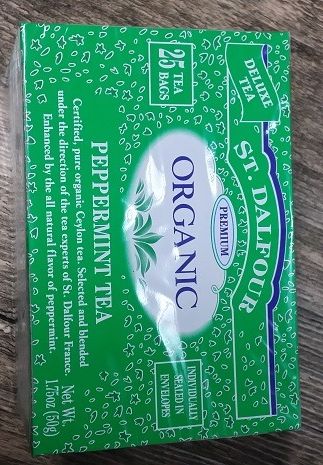 DELUXE
TEA
ST. DALFOUR
PREMIUM
ORGANIC
25 TEA
BAGS
INDIVIDUALLY
SEALED IN
ENVELOPES
PEPPERMINT TEA
Certified, pure organic Ceylon tea. Selected and blended
under the direction of the tea experts of St. Dalfour France.
Enhanced by the all natural flavor of peppermint.
Net Wt.
1.75oz (50g)